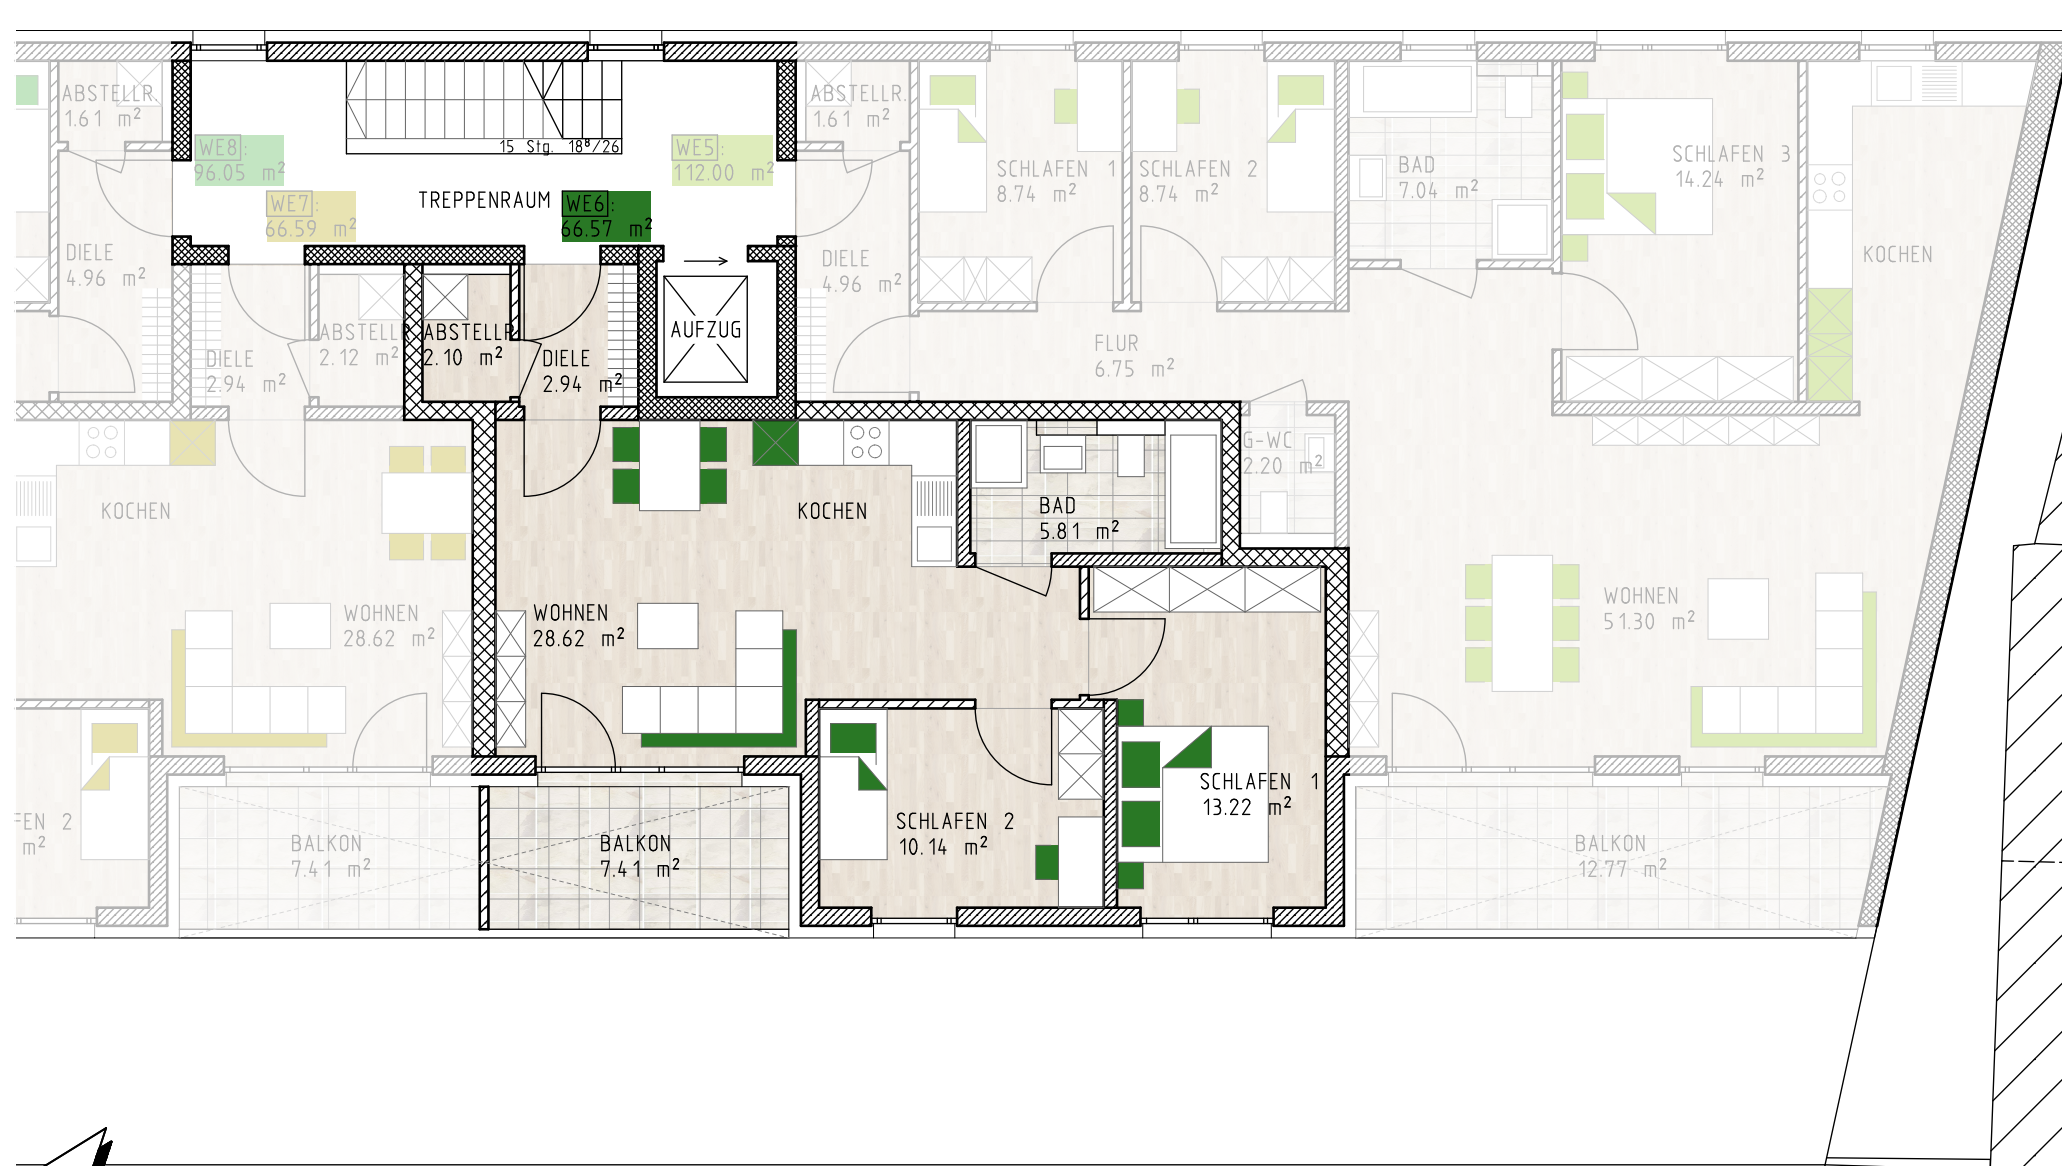 ABSTELLR.
1.61 m²
WE8:
96.05 m²
WE7:
66.59 m²
15 Stg. 18⁸/26
TREPPENRAUM
WE6:
66.57 m²
WE5:
112.00 m²
ABSTELLR.
1.61 m²
SCHLAFEN 1
8.74 m²
SCHLAFEN 2
8.74 m²
BAD
7.04 m²
SCHLAFEN 3
14.24 m²
KOCHEN
DIELE
4.96 m²
DIELE
4.96 m²
DIELE
2.94 m²
ABSTELLR
2.12 m²
ABSTELLR
2.10 m²
DIELE
2.94 m²
AUFZUG
FLUR
6.75 m²
G-WC
2.20 m²
KOCHEN
KOCHEN
BAD
5.81 m²
WOHNEN
28.62 m²
WOHNEN
28.62 m²
WOHNEN
51.30 m²
FEN 2
m²
BALKON
7.41 m²
BALKON
7.41 m²
SCHLAFEN 2
10.14 m²
SCHLAFEN 1
13.22 m²
BALKON
12.77 m²